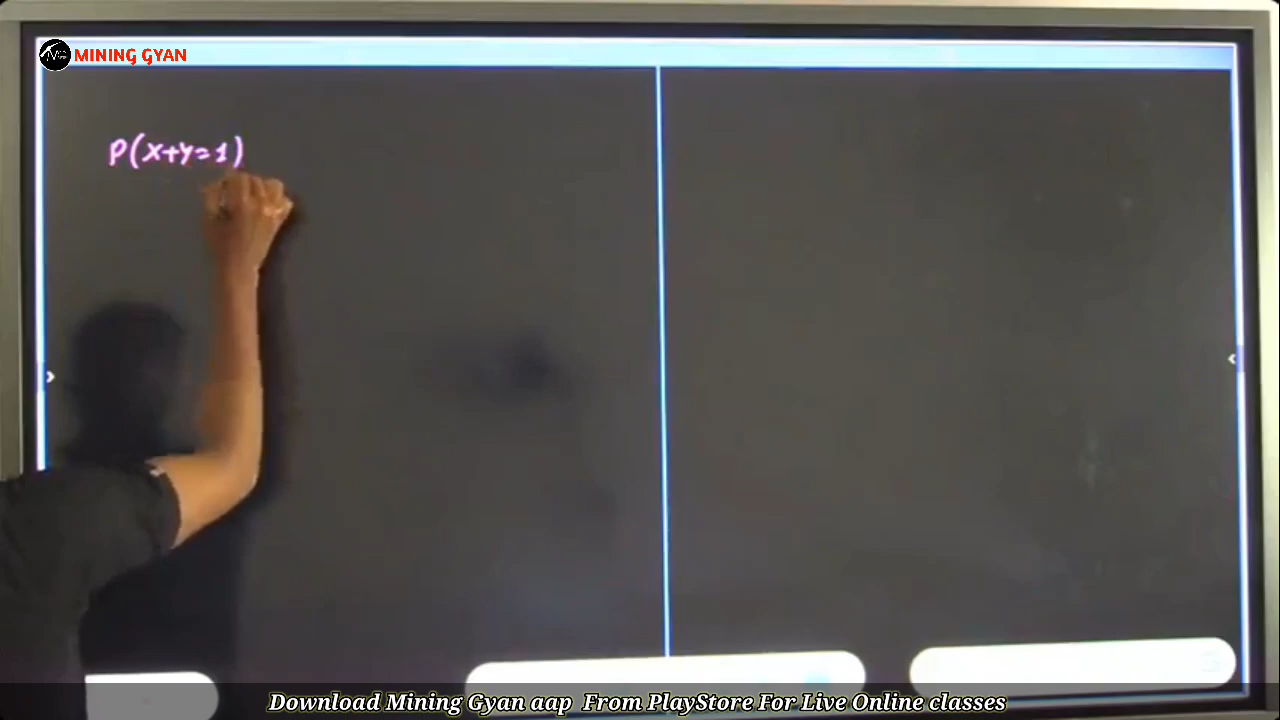 MINING GYAN
P(x+y=1)
Download Mining Gyan aap From PlayStore For Live Online classes